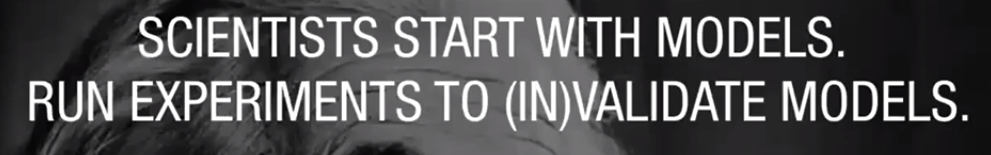 SCIENTISTS START WITH MODELS.
RUN EXPERIMENTS TO (IN)VALIDATE MODELS.